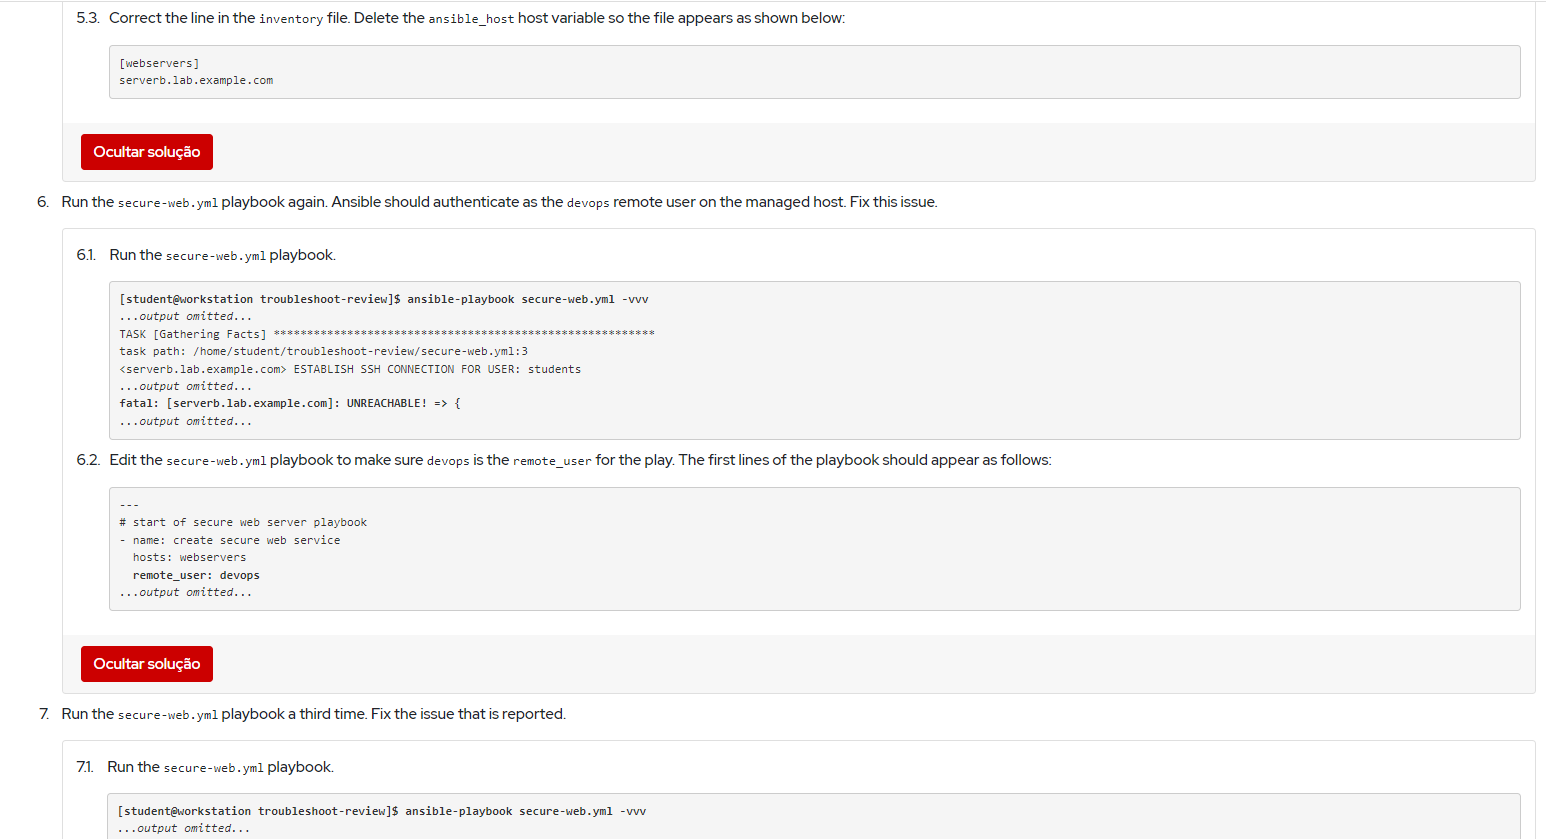 5.3. Correct the line in the inventory file. Delete the ansible_host host variable so the file appears as shown below:
[webservers]
serverb.lab.example.com
Ocultar solução
6. Run the secure-web.yml playbook again. Ansible should authenticate as the devops remote user on the managed host. Fix this issue.
6.1. Run the secure-web.yml playbook.
[student@workstation troubleshoot-review]$ ansible-playbook secure-web.yml -vvv
...output omitted...
TASK [Gathering Facts] *********************************************************
task path: /home/student/troubleshoot-review/secure-web.yml:3
<serverb.lab.example.com> ESTABLISH SSH CONNECTION FOR USER: students
...output omitted...
fatal: [serverb.lab.example.com]: UNREACHABLE! => {
...output omitted...
6.2. Edit the secure-web.yml playbook to make sure devops is the remote_user for the play. The first lines of the playbook should appear as follows:
---
# start of secure web server playbook
- name: create secure web service
hosts: webservers
remote_user: devops
...output omitted...
Ocultar solução
7. Run the secure-web.yml playbook a third time. Fix the issue that is reported.
7.1. Run the secure-web.yml playbook.
[student@workstation troubleshoot-review]$ ansible-playbook secure-web.yml -vvv
...output omitted...